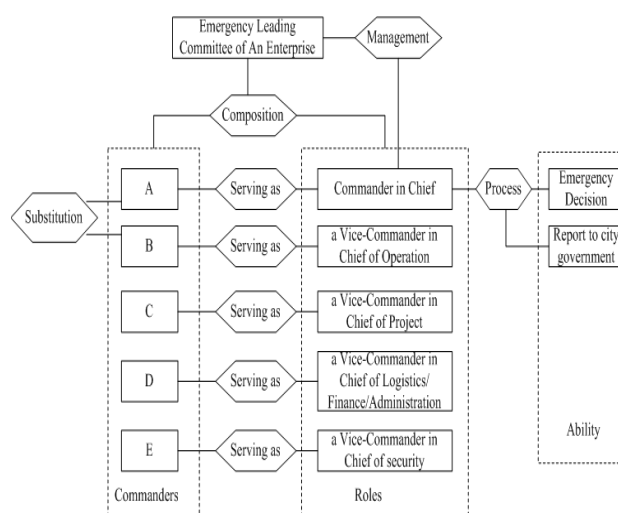 Emergency Leading
Committee of An Enterprise
Management
Composition
A
Serving as
Commander in Chief
Process
Emergency
Decision
Substitution
B
Serving as
a Vice-Commander in
Chief of Operation
Report to city
government
C
Serving as
a Vice-Commander in
Chief of Project
D
Serving as
a Vice-Commander in
Chief of Logistics/
Finance/Administration
E
Serving as
a Vice-Commander in
Chief of security
Ability
Commanders
Roles